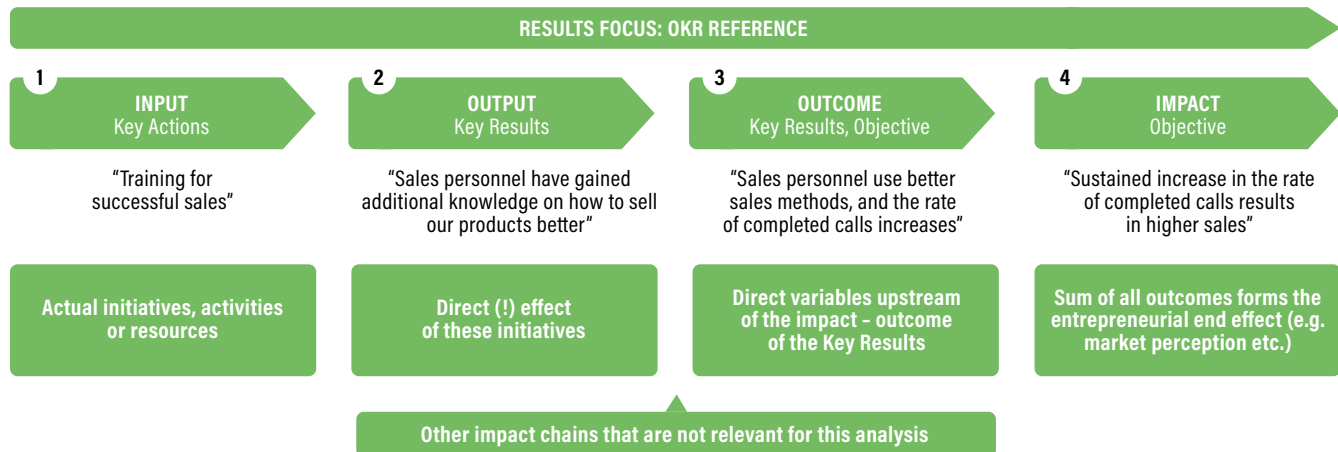 RESULTS FOCUS: OKR REFERENCE
1
INPUT
Key Actions
"Training for
successful sales"
Actual initiatives, activities
or resources
2
OUTPUT
Key Results
"Sales personnel have gained
additional knowledge on how to sell
our products better"
Direct (!) effect
of these initiatives
3
OUTCOME
Key Results, Objective
"Sales personnel use better
sales methods, and the rate
of completed calls increases"
Direct variables upstream
of the impact – outcome
of the Key Results
4
IMPACT
Objective
"Sustained increase in the rate
of completed calls results
in higher sales"
Sum of all outcomes forms the
entrepreneurial end effect (e.g.
market perception etc.)
Other impact chains that are not relevant for this analysis